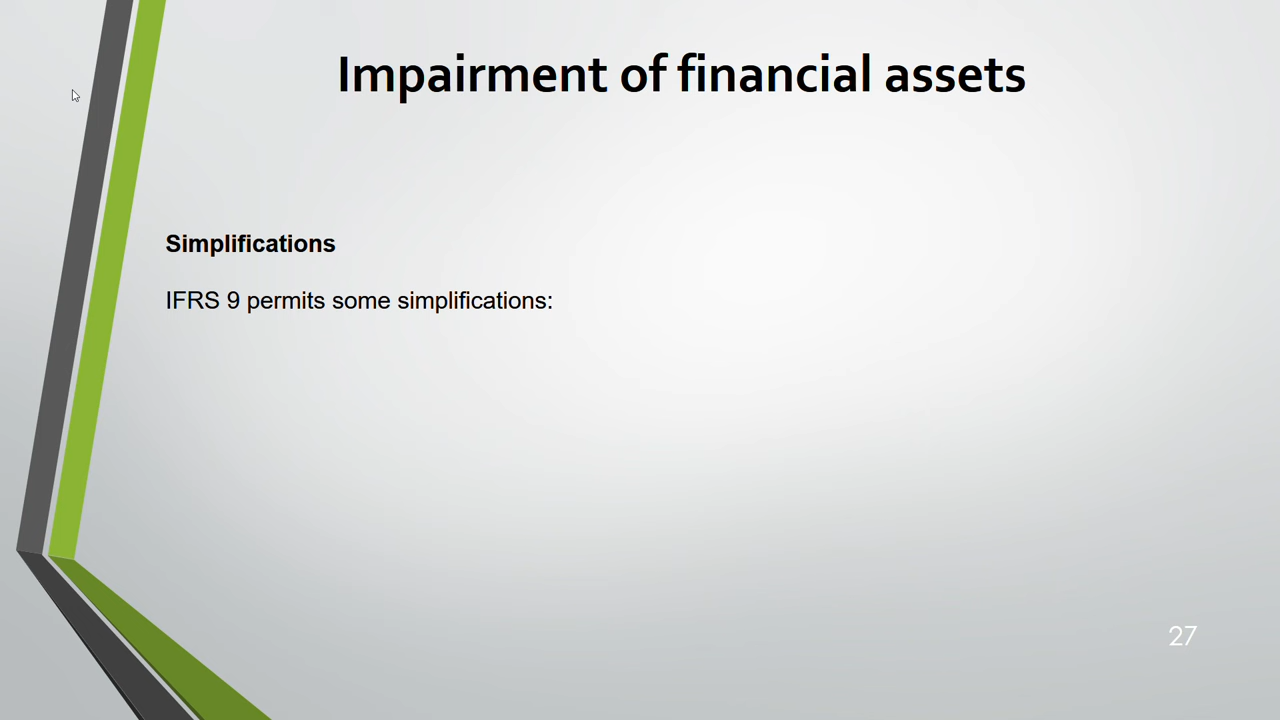 Impairment of financial assets
Simplifications
IFRS 9 permits some simplifications:
27